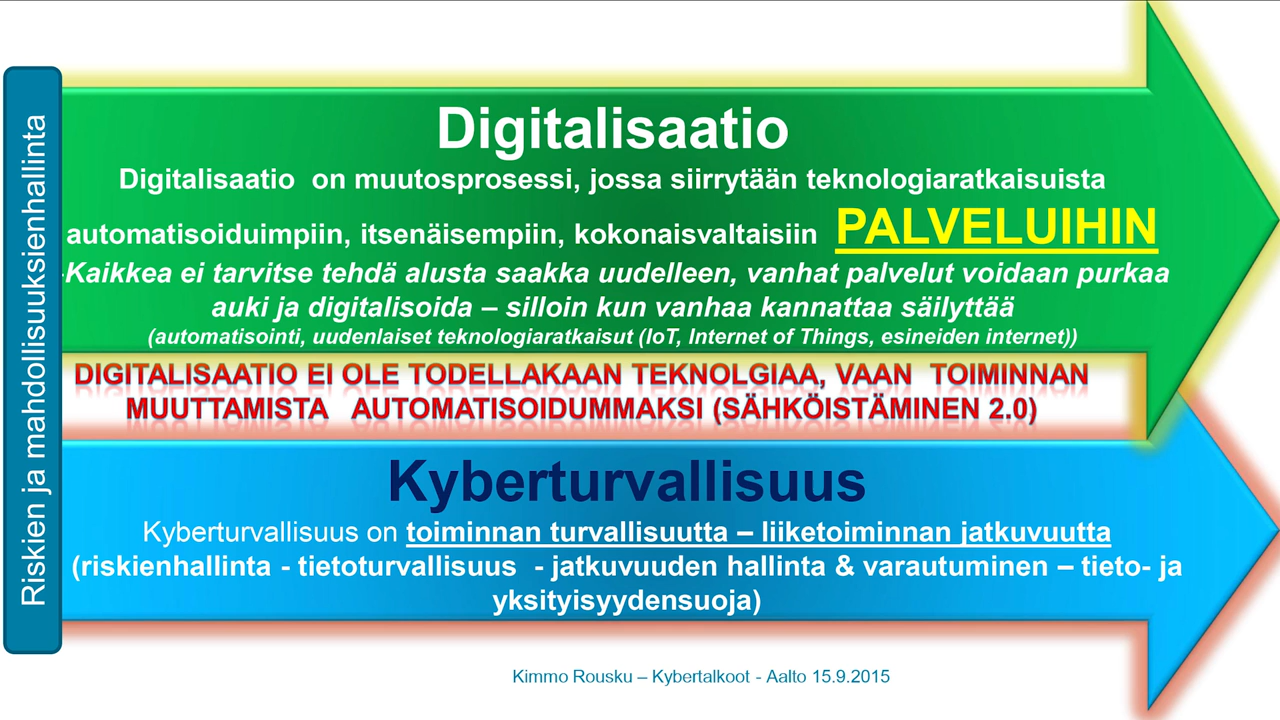 Riskien ja mahdollisuuksienhallinta
Digitalisaatio
Digitalisaatio on muutosprosessi, jossa siirrytään teknologiaratkaisuista
automatisoiduimpiin, itsenäisempiin, kokonaisvaltaisiin PALVELUIHIN
-Kaikkea ei tarvitse tehdä alusta saakka uudelleen, vanhat palvelut voidaan purkaa
auki ja digitalisoida – silloin kun vanhaa kannattaa säilyttää
(automatisointi, uudenlaiset teknologiaratkaisut (IoT, Internet of Things, esineiden internet))
DIGITALISAATIO EI OLE TODELLAKAAN TEKNOLGIAA, VAAN TOIMINNAN
MUUTTAMISTA AUTOMATISOIDUMMAKSI (SÄHKÖISTÄMINEN 2.0)
Kyberturvallisuus
Kyberturvallisuus on toiminnan turvallisuutta – liiketoiminnan jatkuvuutta
(riskienhallinta - tietoturvallisuus - jatkuvuuden hallinta & varautuminen – tieto- ja
yksityisyydensuoja)
Kimmo Rousku – Kybertalkoot - Aalto 15.9.2015